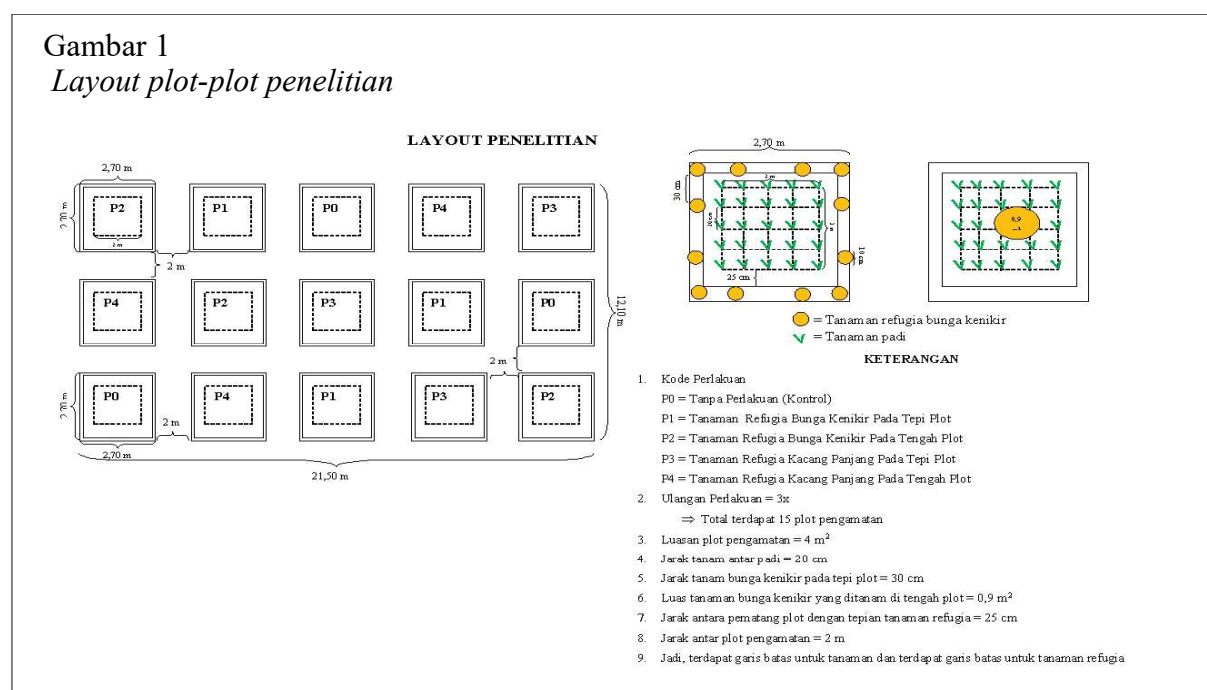 Gambar 1
Layout plot-plot penelitian
LAYOUT PENELITIAN
2,70 m
2,70 m
P2
2 m
P1
P0
P4
P3
2 m
P4
P2
P3
P1
P0
12,10 m
2 m
2,70 m
P0
P4
P1
P3
P2
2 m
2,70 m
21,50 m
2,70 m
30 cm
2 m
2 m
10 cm
25 cm
0,9
= Tanaman refugia bunga kenikir
= Tanaman padi
KETERANGAN
1. Kode Perlakuan
P0 = Tanpa Perlakuan (Kontrol)
P1 = Tanaman Refugia Bunga Kenikir Pada Tepi Plot
P2 = Tanaman Refugia Bunga Kenikir Pada Tengah Plot
P3 = Tanaman Refugia Kacang Panjang Pada Tepi Plot
P4 = Tanaman Refugia Kacang Panjang Pada Tengah Plot
2. Ulangan Perlakuan = 3x
⇒ Total terdapat 15 plot pengamatan
3. Luasan plot pengamatan = 4 m²
4. Jarak tanam antar padi = 20 cm
5. Jarak tanam bunga kenikir pada tepi plot = 30 cm
6. Luas tanaman bunga kenikir yang ditanam di tengah plot = 0,9 m²
7. Jarak antara pematang plot dengan tepian tanaman refugia = 25 cm
8. Jarak antar plot pengamatan = 2 m
9. Jadi, terdapat garis batas untuk tanaman dan terdapat garis batas untuk tanaman refugia